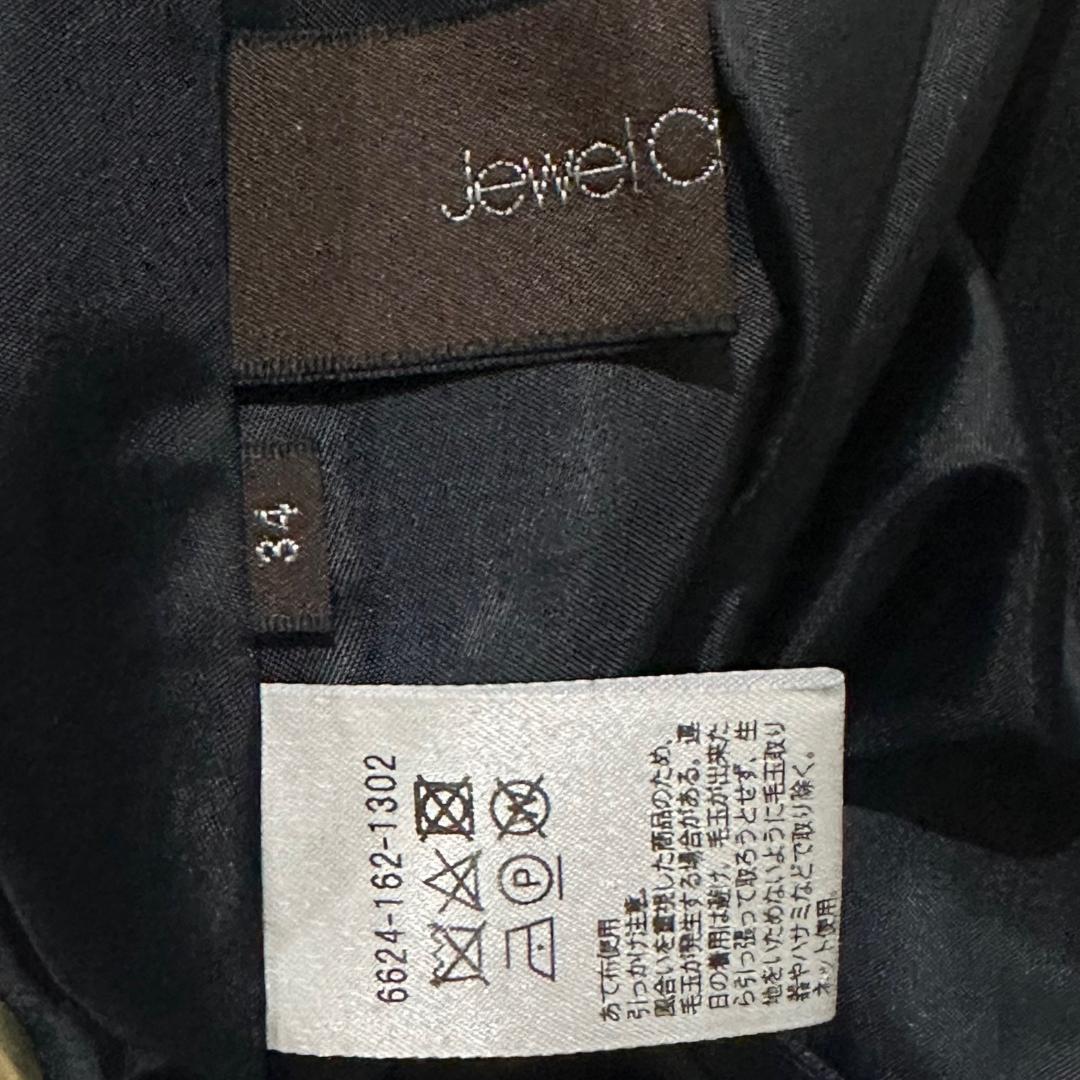 Jewel C
34
6624-162-1302
P
あて布使用
引っかけ注意。
風合いを重視した商品のため、
毛玉が発生する場合がある。連
日の着用は避け、毛玉が出来た
ら引っ張って取ろうとせず、生
地をいためないように毛玉取り
器やハサミなどで取り除く。
ネット使用。